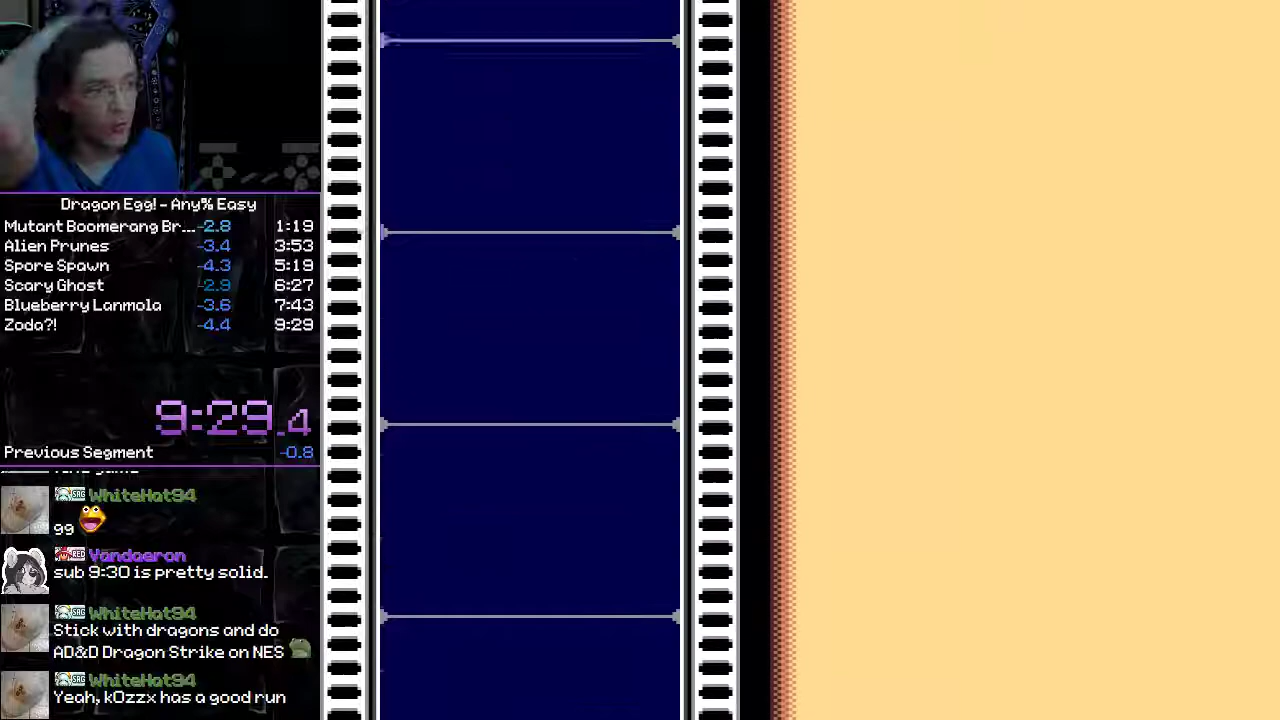 Dragon Egg! - Any% Easy
Mutant Boomerang Br... -2.8 1:19
Alien Prunes -3.4 3:53
Spore Spawn -4.3 5:19
Scary Ghost -2.9 6:27
Blueberry Lanmola -3.6 7:43
Zoda?! -4.4 9:29
9:29.4
Previous Segment -0.8
WhiteHat94
99
Vandaeron
sub 9:30 is pretty solid.
WhiteHat94
with dragons and do
AD&D Dragon Strike on NES
WhiteHat94
Yeah, k0zzx has a good run